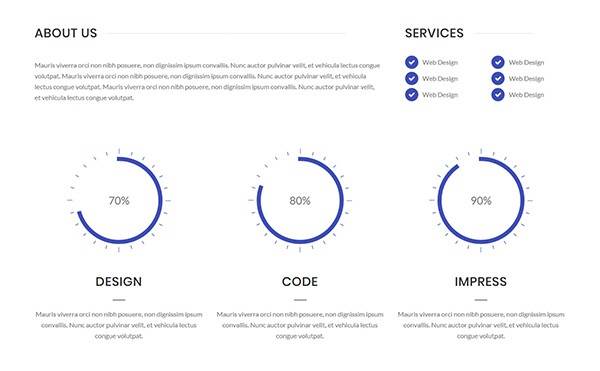 ABOUT US
Mauris viverra orci non nibh posuere, non dignissim ipsum convallis. Nunc auctor pulvinar velit, et vehicula lectus congue
volutpat. Mauris viverra orci non nibh posuere, non dignissim ipsum convallis. Nunc auctor pulvinar velit, et vehicula
lectus congue volutpat. Mauris viverra orci non nibh posuere, non dignissim ipsum convallis. Nunc auctor pulvinar velit,
et vehicula lectus congue volutpat.
SERVICES
Web Design Web Design
Web Design Web Design
Web Design Web Design
70% 80% 90%
DESIGN
Mauris viverra orci non nibh posuere, non dignissim ipsum
convallis. Nunc auctor pulvinar velit, et vehicula lectus
congue volutpat.
CODE
Mauris viverra orci non nibh posuere, non dignissim ipsum
convallis. Nunc auctor pulvinar velit, et vehicula lectus
congue volutpat.
IMPRESS
Mauris viverra orci non nibh posuere, non dignissim ipsum
convallis. Nunc auctor pulvinar velit, et vehicula lectus
congue volutpat.